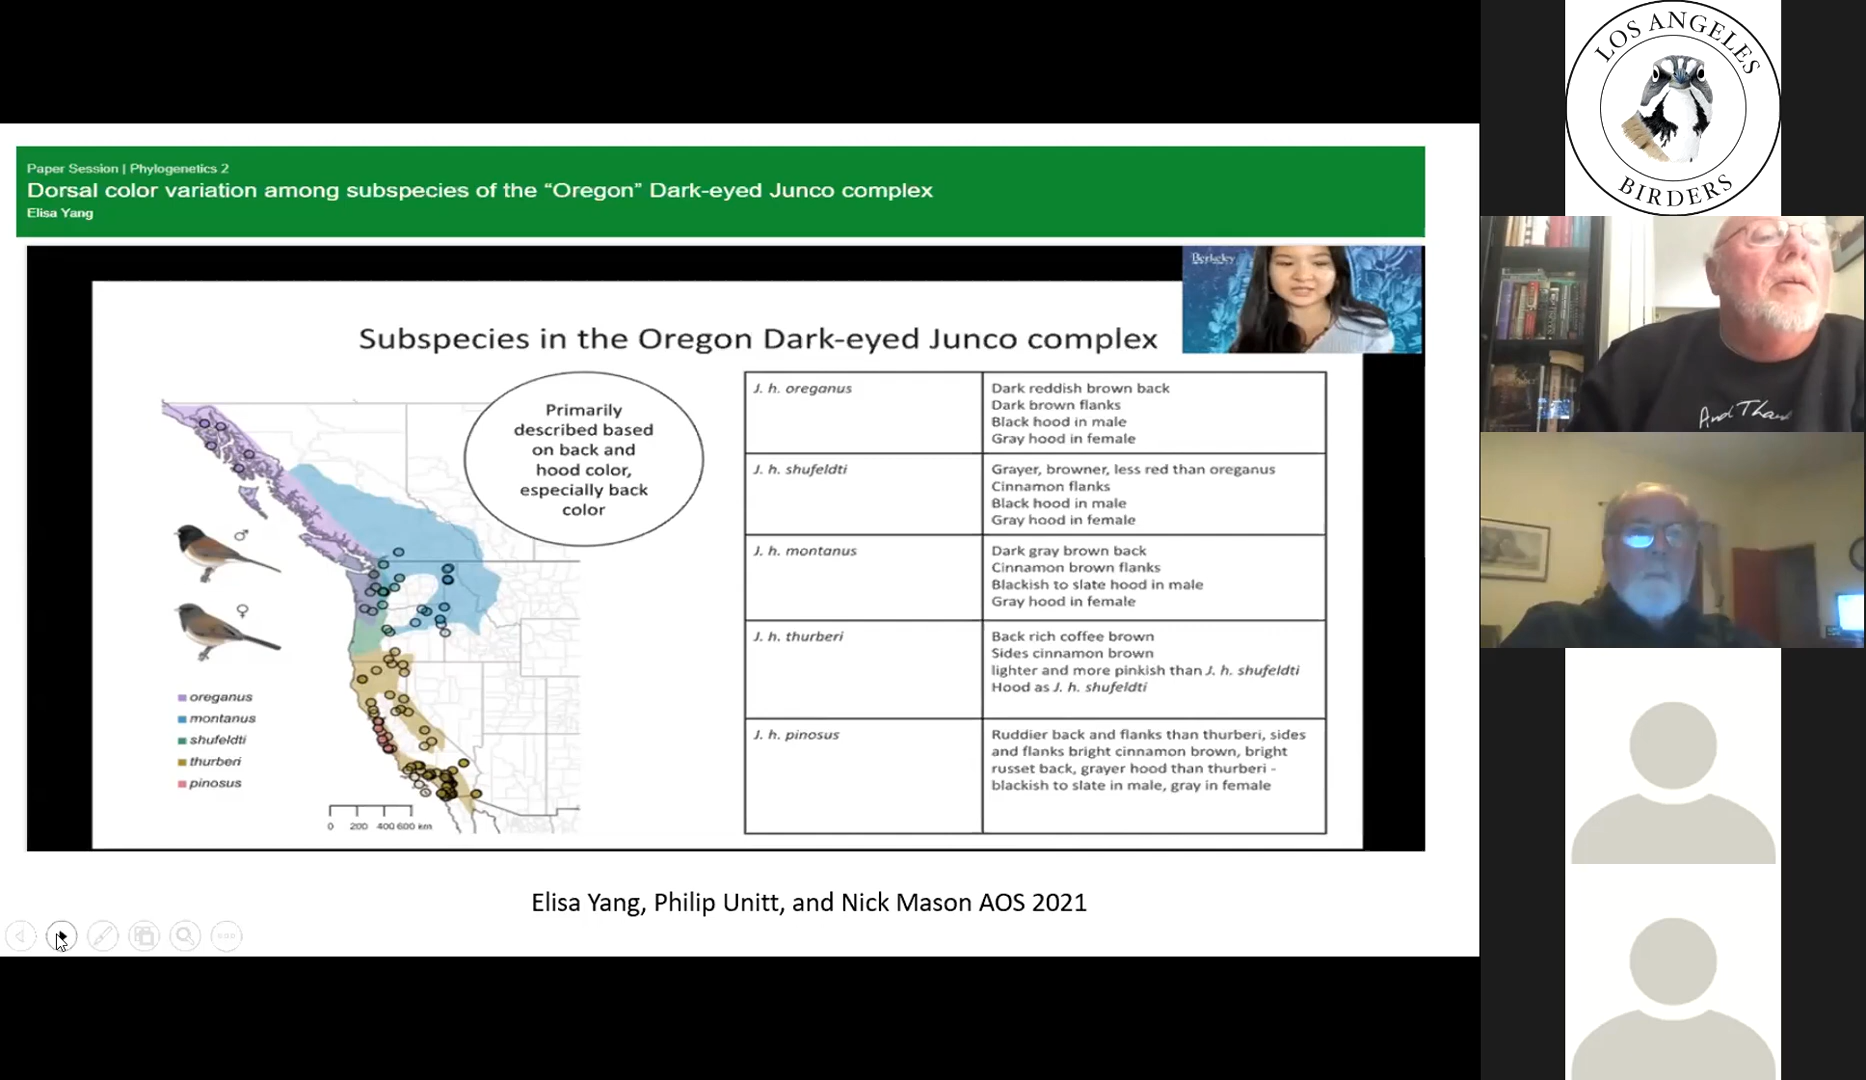 Paper Session | Phylogenetics 2
Dorsal color variation among subspecies of the “Oregon” Dark-eyed Junco complex
Elisa Yang
Berkeley
Subspecies in the Oregon Dark-eyed Junco complex
Primarily
described based
on back and
hood color,
especially back
color
♂
♀
oreganus
montanus
shufeldti
thurberi
pinosus
0 200 400 600 km
J. h. oreganus
Dark reddish brown back
Dark brown flanks
Black hood in male
Gray hood in female
J. h. shufeldti
Grayer, browner, less red than oreganus
Cinnamon flanks
Black hood in male
Gray hood in female
J. h. montanus
Dark gray brown back
Cinnamon brown flanks
Blackish to slate hood in male
Gray hood in female
J. h. thurberi
Back rich coffee brown
Sides cinnamon brown
lighter and more pinkish than J. h. shufeldti
Hood as J. h. shufeldti
J. h. pinosus
Ruddier back and flanks than thurberi, sides
and flanks bright cinnamon brown, bright
russet back, grayer hood than thurberi -
blackish to slate in male, gray in female
Elisa Yang, Philip Unitt, and Nick Mason AOS 2021
LOS ANGELES
BIRDERS
And